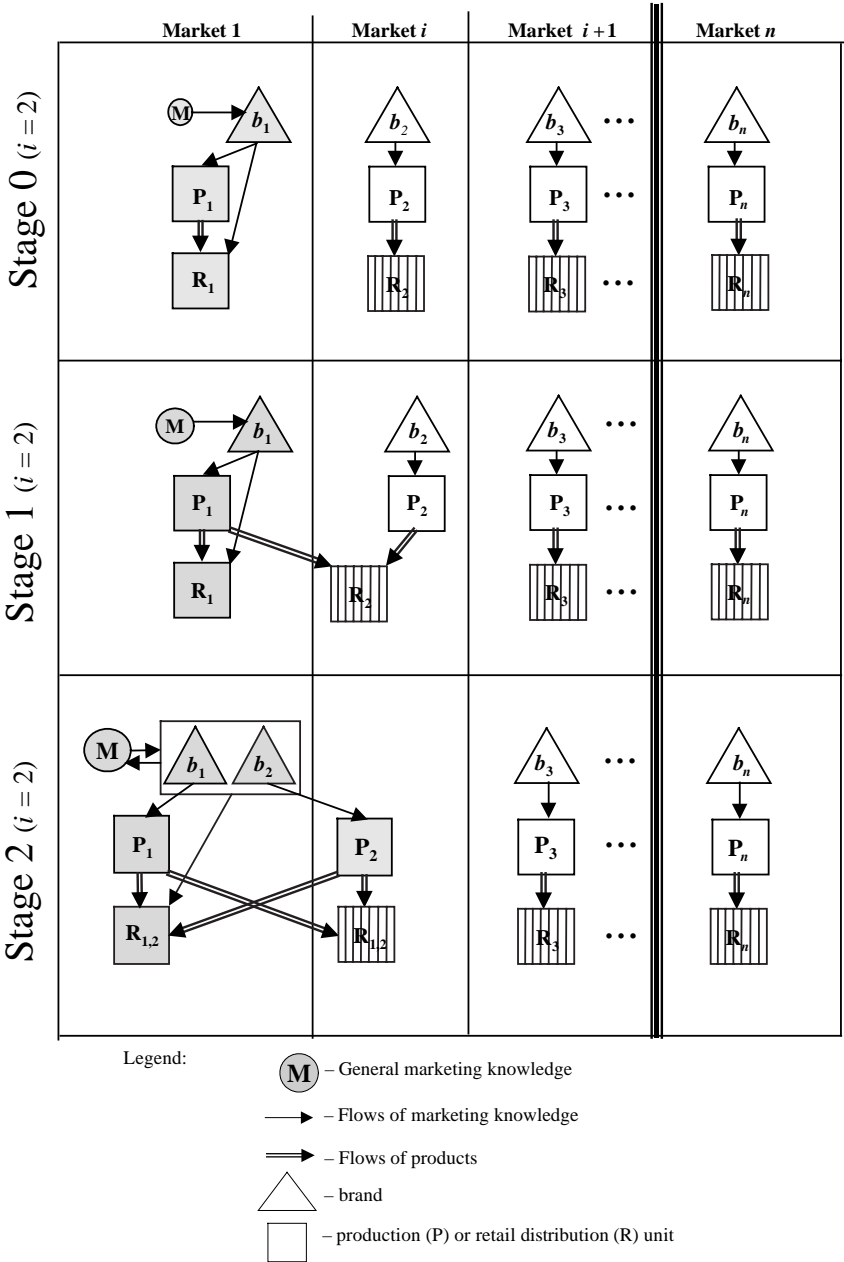 Market 1 Market i Market i+1 Market n
Stage 0 (i = 2)
M b1 b2 b3 ••• bn
P1 P2 P3 ••• Pn
R1 R2 R3 ••• Rn
Stage 1 (i = 2)
M b1 b2 b3 ••• bn
P1 P2 P3 ••• Pn
R1 R2 R3 ••• Rn
Stage 2 (i = 2)
M b1 b2 b3 ••• bn
P1 P2 P3 ••• Pn
R1,2 R1,2 R3 ••• Rn
Legend:
M – General marketing knowledge
– Flows of marketing knowledge
– Flows of products
– brand
– production (P) or retail distribution (R) unit